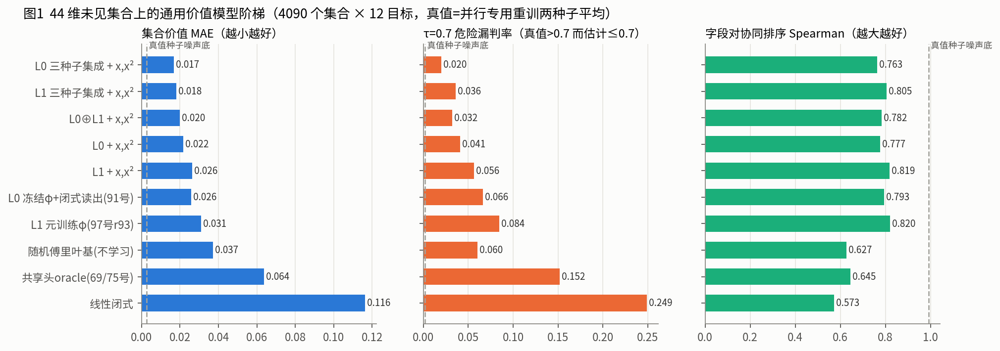 图1 44 维未见集合上的通用价值模型阶梯（4090 个集合 × 12 目标，真值=并行专用重训两种子平均）
集合价值 MAE（越小越好）
真值种子噪声底
L0 三种子集成 + x,x²
0.017
L1 三种子集成 + x,x²
0.018
L0⊕L1 + x,x²
0.020
L0 + x,x²
0.022
L1 + x,x²
0.026
L0 冻结φ+闭式读出(91号)
0.026
L1 元训练φ(97号r93)
0.031
随机傅里叶基(不学习)
0.037
共享头oracle(69/75号)
0.064
线性闭式
0.116
0.00 0.02 0.04 0.06 0.08 0.10 0.12
τ=0.7 危险漏判率（真值>0.7 而估计≤0.7）
真值种子噪声底
0.020
0.036
0.032
0.041
0.056
0.066
0.084
0.060
0.152
0.249
0.00 0.05 0.10 0.15 0.20 0.25
字段对协同排序 Spearman（越大越好）
真值种子噪声底
0.763
0.805
0.782
0.777
0.819
0.793
0.820
0.627
0.645
0.573
0.0 0.2 0.4 0.6 0.8 1.0